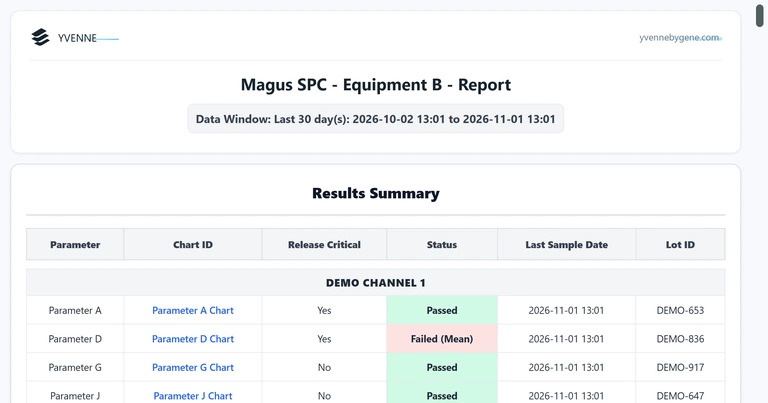 YVENNE
yvennebygene.com
Magus SPC - Equipment B - Report
Data Window: Last 30 day(s): 2026-10-02 13:01 to 2026-11-01 13:01
Results Summary
Parameter Chart ID Release Critical Status Last Sample Date Lot ID
DEMO CHANNEL 1
Parameter A Parameter A Chart Yes Passed 2026-11-01 13:01 DEMO-653
Parameter D Parameter D Chart Yes Failed (Mean) 2026-11-01 13:01 DEMO-836
Parameter G Parameter G Chart No Passed 2026-11-01 13:01 DEMO-917
Parameter J Parameter J Chart No Passed 2026-11-01 13:01 DEMO-647